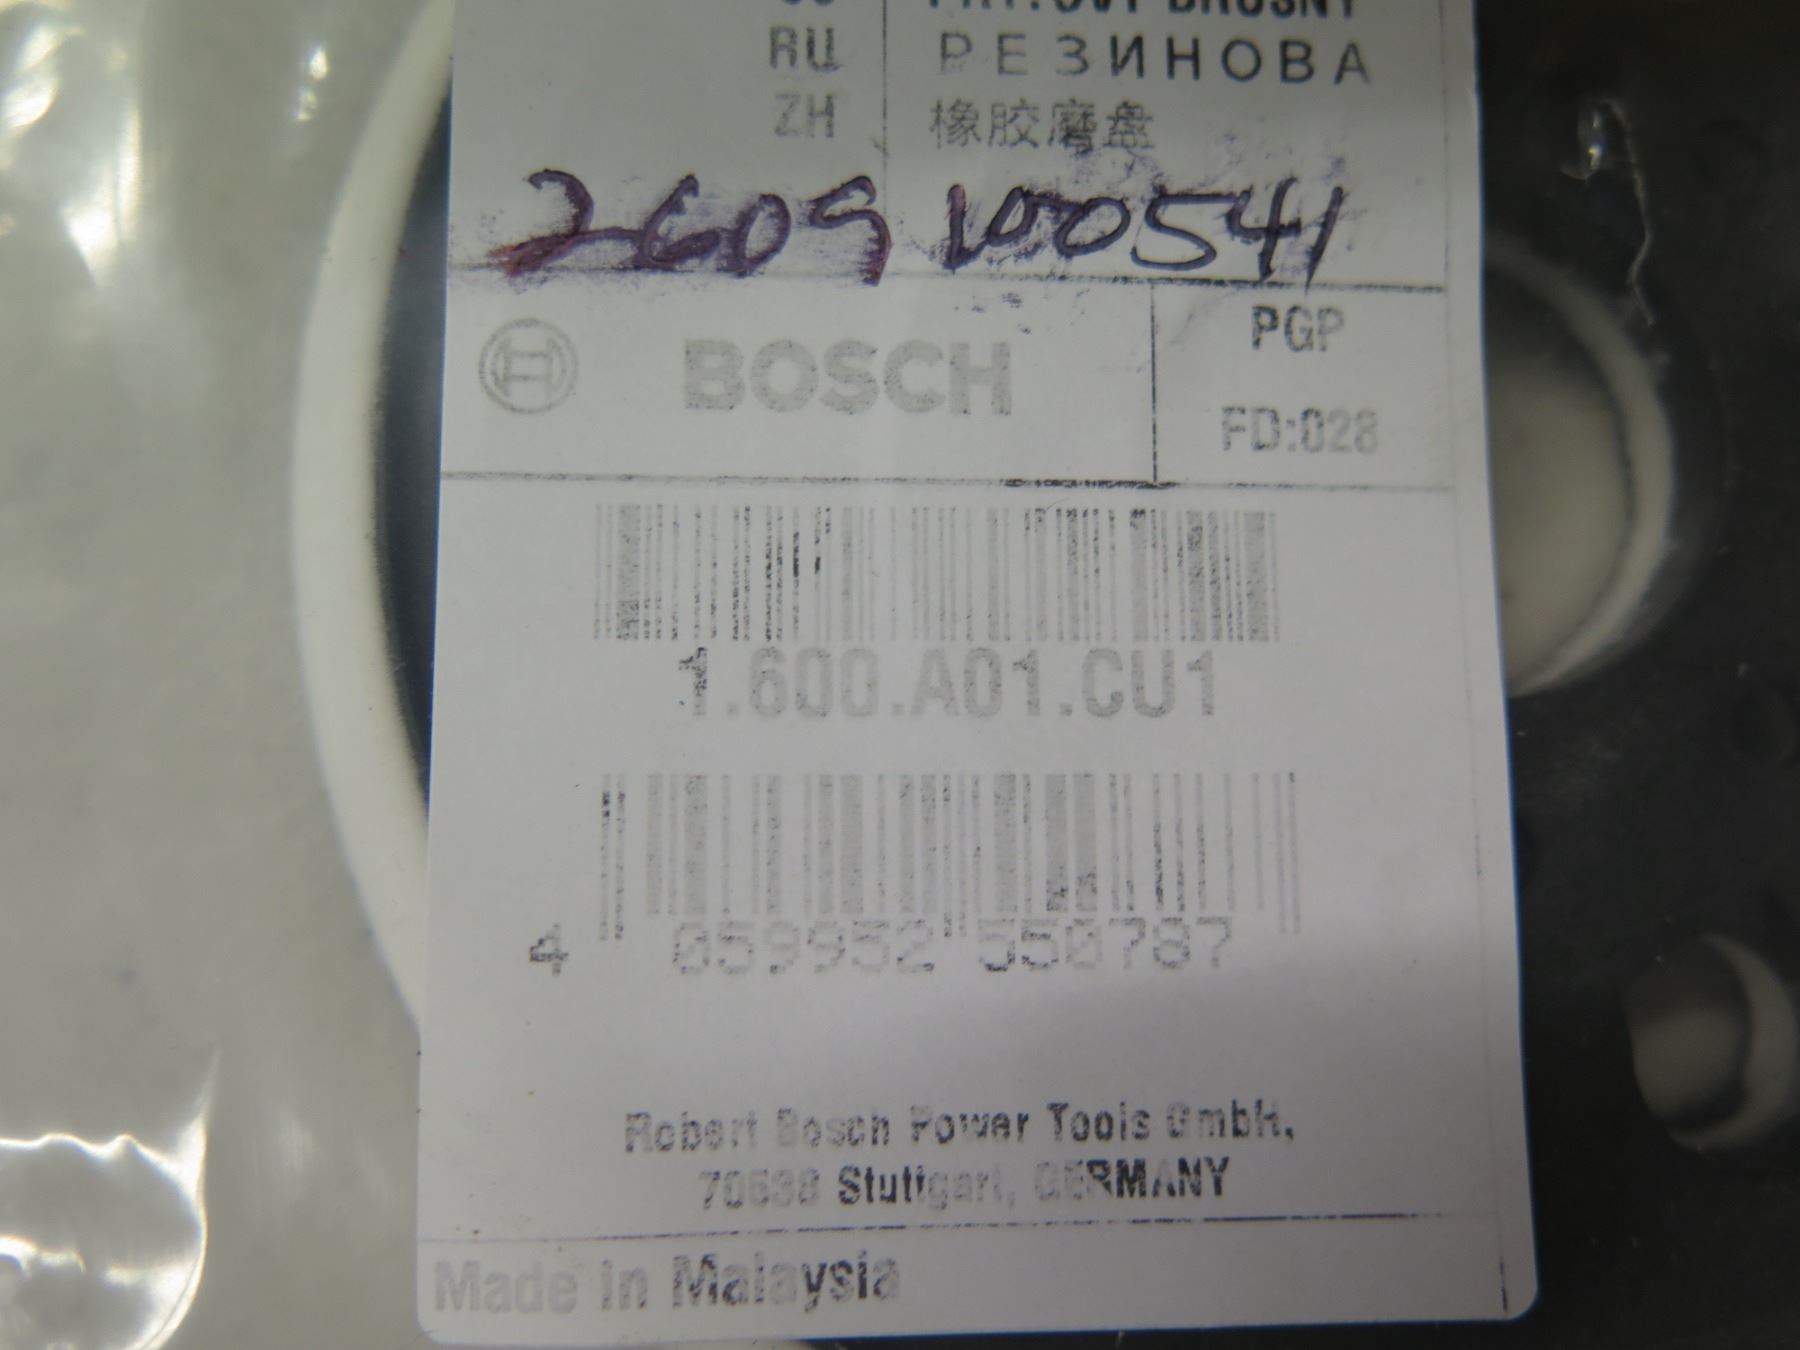 RU РЕЗИНОВА
ZH 橡胶磨盘
2609 100541
BOSCH
PGP
FD:028
1.600.A01.CU1
4 059952 550787
Robert Bosch Power Tools GmbH,
70538 Stuttgart, GERMANY
Made in Malaysia